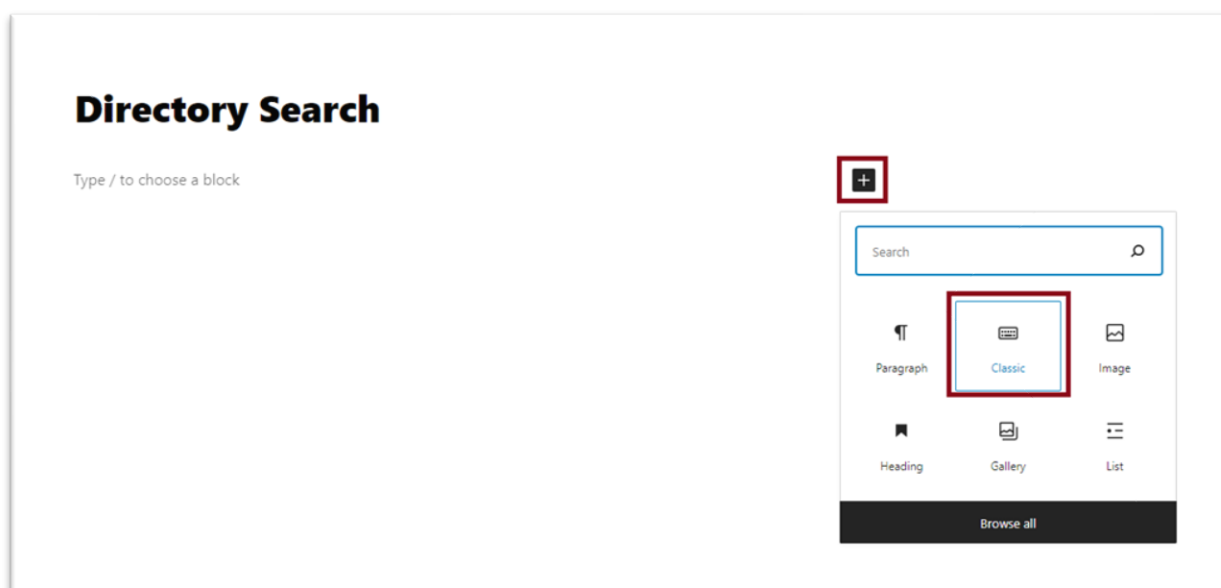 Directory Search
Type / to choose a block
Search
Paragraph Classic Image
Heading Gallery List
Browse all